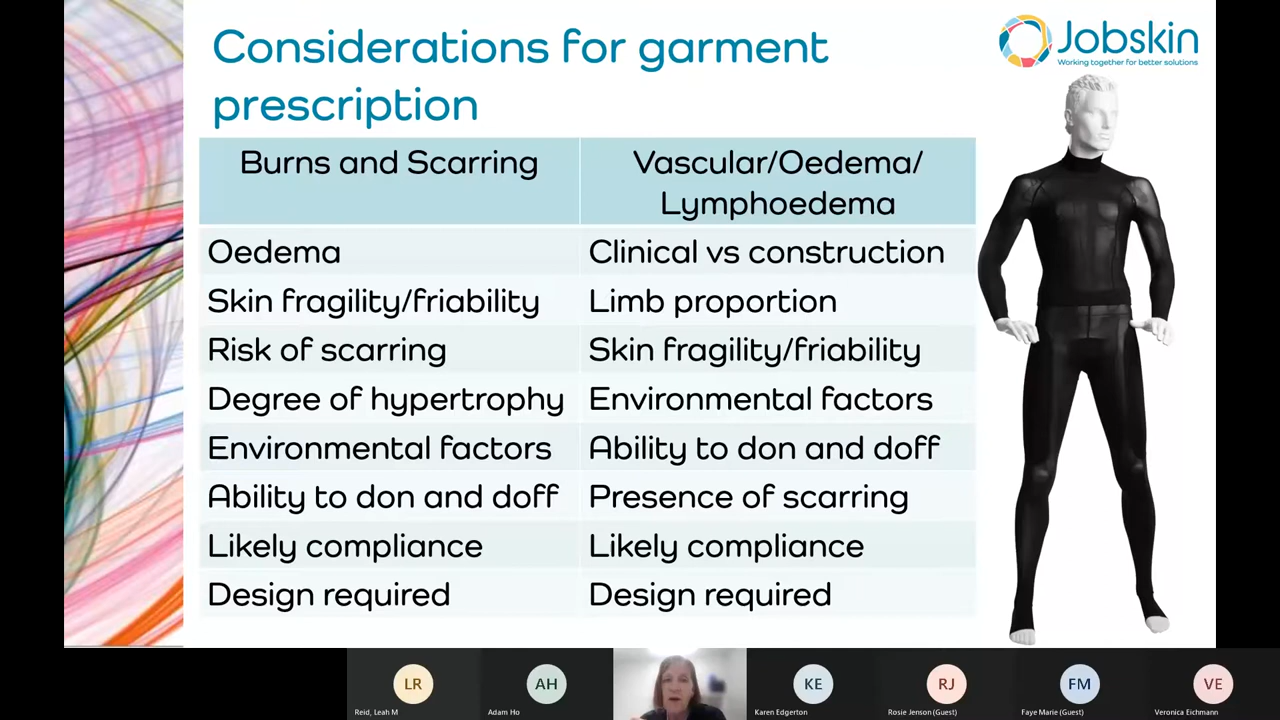 Considerations for garment
prescription
Jobskin
Working together for better solutions
Burns and Scarring
Vascular/Oedema/
Lymphoedema
Oedema
Clinical vs construction
Skin fragility/friability
Limb proportion
Risk of scarring
Skin fragility/friability
Degree of hypertrophy
Environmental factors
Environmental factors
Ability to don and doff
Ability to don and doff
Presence of scarring
Likely compliance
Likely compliance
Design required
Design required
LR
AH
KE
RJ
FM
VE
Reid, Leah M
Adam Ho
Karen Edgerton
Rosie Jenson (Guest)
Faye Marie (Guest)
Veronica Eichmann